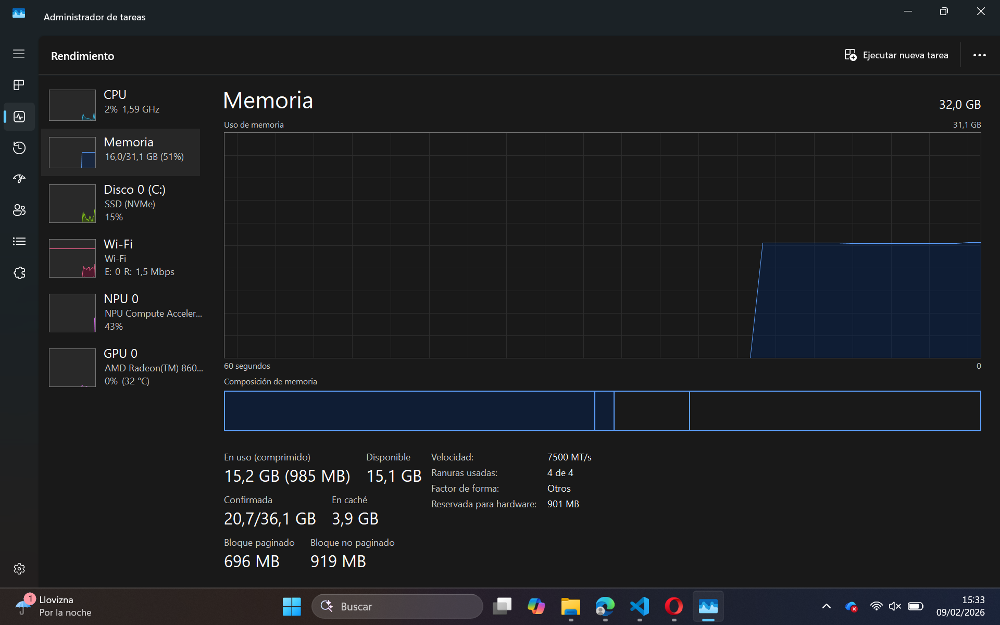 Administrador de tareas
Rendimiento
Ejecutar nueva tarea
CPU
2% 1,59 GHz
Memoria
16,0/31,1 GB (51%)
Disco 0 (C:)
SSD (NVMe)
15%
Wi-Fi
Wi-Fi
E: 0 R: 1,5 Mbps
NPU 0
NPU Compute Acceler...
43%
GPU 0
AMD Radeon(TM) 860...
0% (32 °C)
Memoria
32,0 GB
Uso de memoria
31,1 GB
60 segundos
0
Composición de memoria
En uso (comprimido)
15,2 GB (985 MB)
Disponible
15,1 GB
Confirmada
20,7/36,1 GB
En caché
3,9 GB
Bloque paginado
696 MB
Bloque no paginado
919 MB
Velocidad: 7500 MT/s
Ranuras usadas: 4 de 4
Factor de forma: Otros
Reservada para hardware: 901 MB
1
Llovizna
Por la noche
Buscar
15:33
09/02/2026